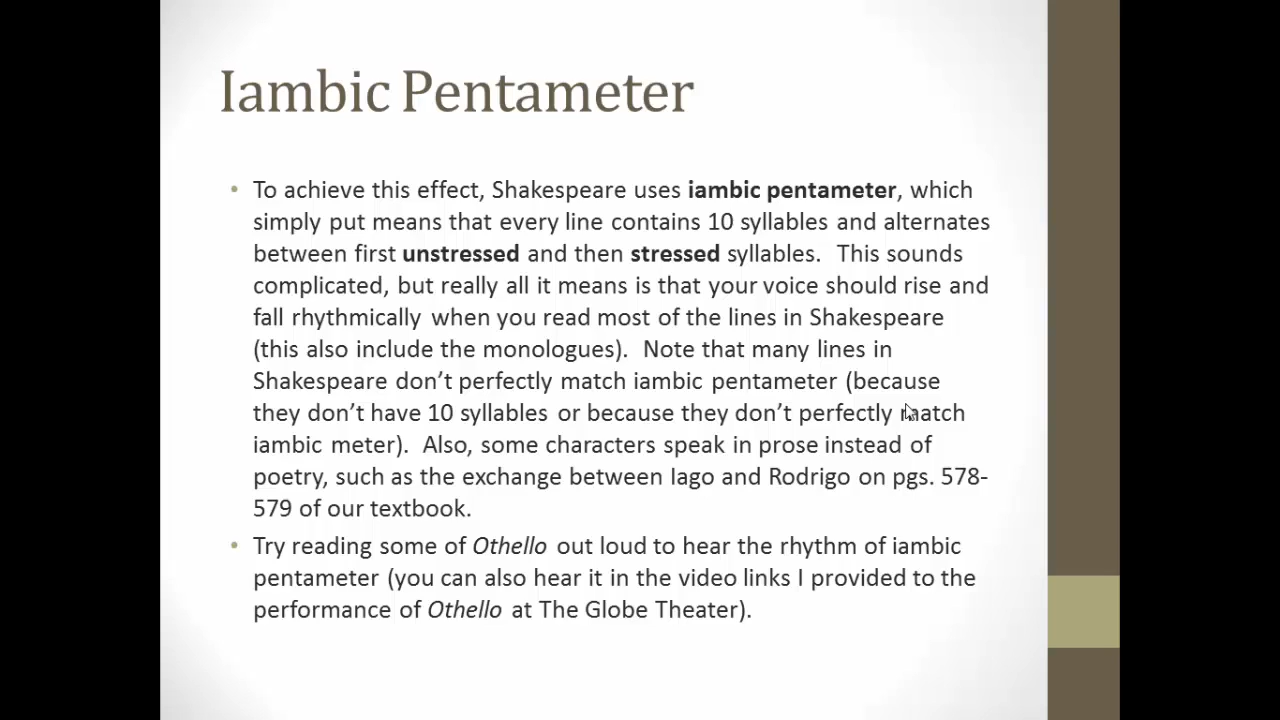 Iambic Pentameter
• To achieve this effect, Shakespeare uses iambic pentameter, which
simply put means that every line contains 10 syllables and alternates
between first unstressed and then stressed syllables.  This sounds
complicated, but really all it means is that your voice should rise and
fall rhythmically when you read most of the lines in Shakespeare
(this also include the monologues).  Note that many lines in
Shakespeare don’t perfectly match iambic pentameter (because
they don’t have 10 syllables or because they don’t perfectly match
iambic meter).  Also, some characters speak in prose instead of
poetry, such as the exchange between Iago and Rodrigo on pgs. 578-
579 of our textbook.
• Try reading some of Othello out loud to hear the rhythm of iambic
pentameter (you can also hear it in the video links I provided to the
performance of Othello at The Globe Theater).